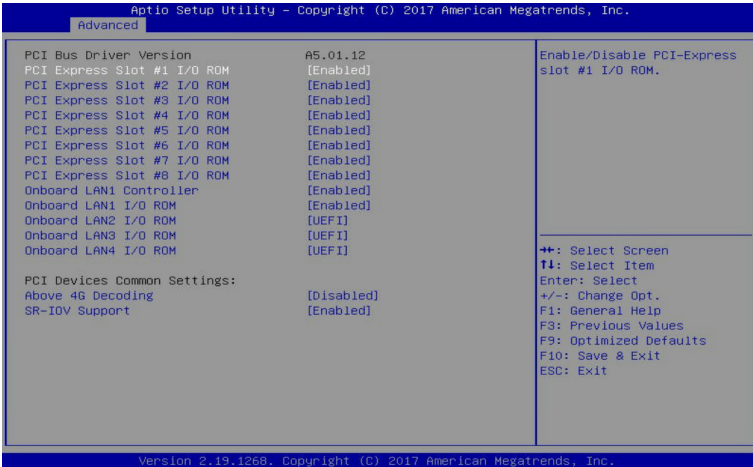 Aptio Setup Utility – Copyright (C) 2017 American Megatrends, Inc.
Advanced
PCI Bus Driver Version A5.01.12
PCI Express Slot #1 I/O ROM [Enabled]
PCI Express Slot #2 I/O ROM [Enabled]
PCI Express Slot #3 I/O ROM [Enabled]
PCI Express Slot #4 I/O ROM [Enabled]
PCI Express Slot #5 I/O ROM [Enabled]
PCI Express Slot #6 I/O ROM [Enabled]
PCI Express Slot #7 I/O ROM [Enabled]
PCI Express Slot #8 I/O ROM [Enabled]
Onboard LAN1 Controller [Enabled]
Onboard LAN1 I/O ROM [Enabled]
Onboard LAN2 I/O ROM [UEFI]
Onboard LAN3 I/O ROM [UEFI]
Onboard LAN4 I/O ROM [UEFI]
PCI Devices Common Settings:
Above 4G Decoding [Disabled]
SR-IOV Support [Enabled]
Enable/Disable PCI-Express
slot #1 I/O ROM.
→←: Select Screen
↑↓: Select Item
Enter: Select
+/-: Change Opt.
F1: General Help
F3: Previous Values
F9: Optimized Defaults
F10: Save & Exit
ESC: Exit
Version 2.19.1268. Copyright (C) 2017 American Megatrends, Inc.